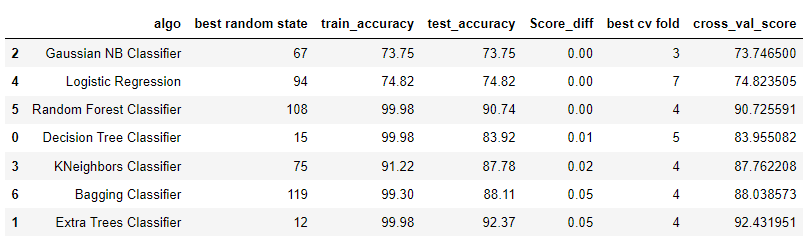 algo best random state train_accuracy test_accuracy Score_diff best cv fold cross_val_score
2 Gaussian NB Classifier 67 73.75 73.75 0.00 3 73.746500
4 Logistic Regression 94 74.82 74.82 0.00 7 74.823505
5 Random Forest Classifier 108 99.98 90.74 0.00 4 90.725591
0 Decision Tree Classifier 15 99.98 83.92 0.01 5 83.955082
3 KNeighbors Classifier 75 91.22 87.78 0.02 4 87.762208
6 Bagging Classifier 119 99.30 88.11 0.05 4 88.038573
1 Extra Trees Classifier 12 99.98 92.37 0.05 4 92.431951